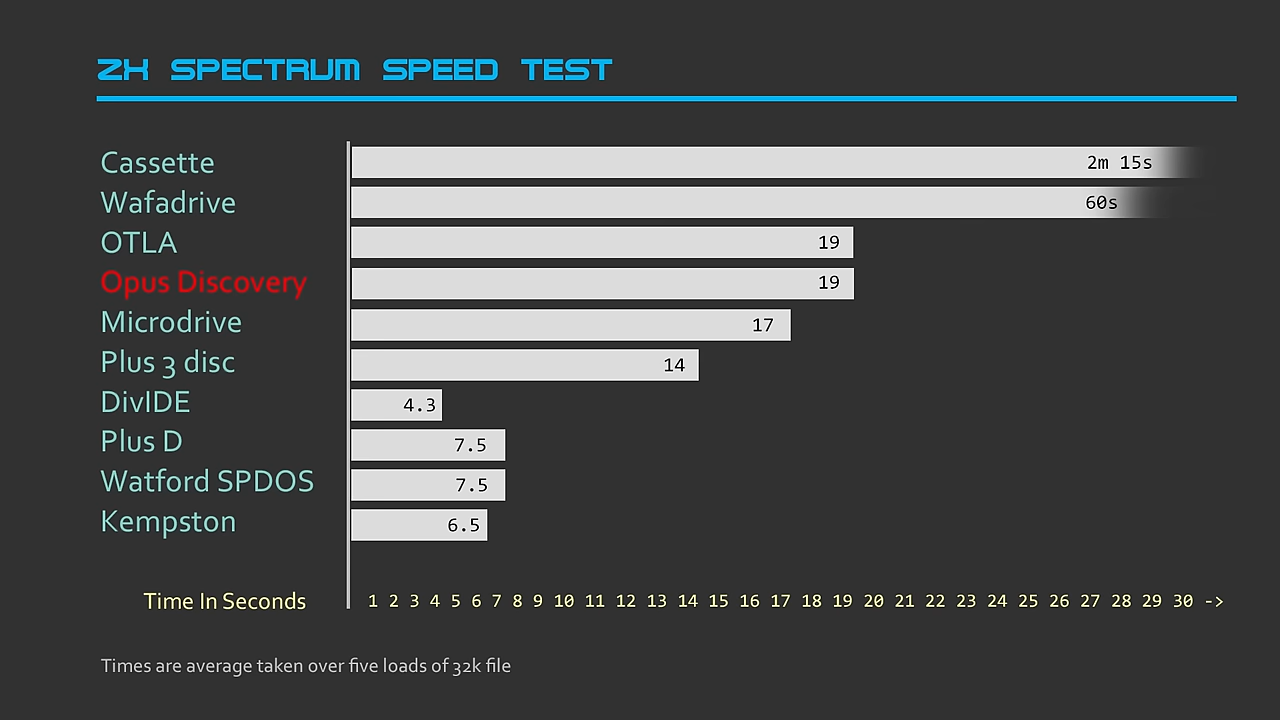 ZX SPECTRUM SPEED TEST
Cassette 2m 15s
Wafadrive 60s
OTLA 19
Opus Discovery 19
Microdrive 17
Plus 3 disc 14
DivIDE 4.3
Plus D 7.5
Watford SPDOS 7.5
Kempston 6.5
Time In Seconds 1 2 3 4 5 6 7 8 9 10 11 12 13 14 15 16 17 18 19 20 21 22 23 24 25 26 27 28 29 30 ->
Times are average taken over five loads of 32k file